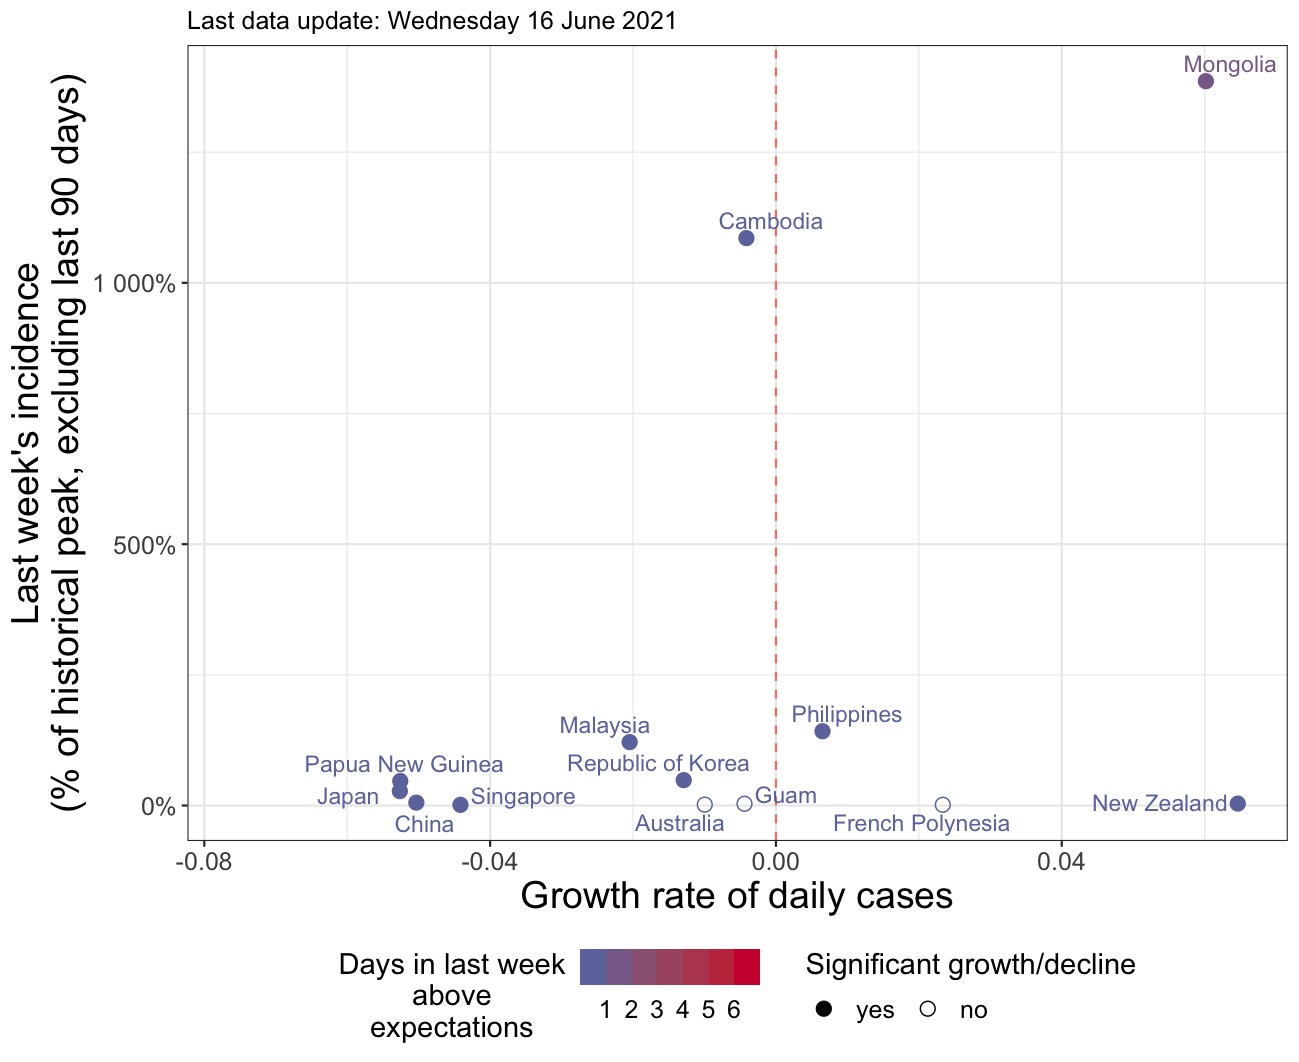 Last data update: Wednesday 16 June 2021
Last week's incidence
(% of historical peak, excluding last 90 days)
1 000%
500%
0%
Mongolia
Cambodia
Philippines
Malaysia
Republic of Korea
Papua New Guinea
Japan
Singapore
China
Guam
Australia
French Polynesia
New Zealand
-0.08 -0.04 0.00 0.04
Growth rate of daily cases
Days in last week
above
expectations
1 2 3 4 5 6
Significant growth/decline
yes no